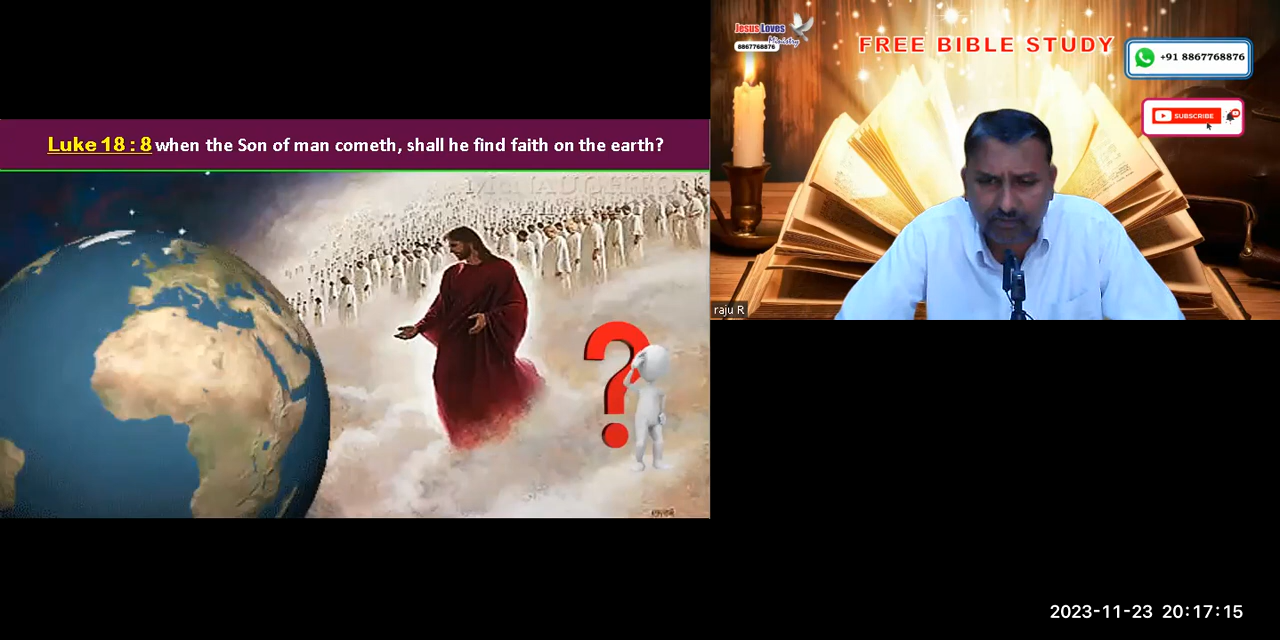 Luke 18 : 8 when the Son of man cometh, shall he find faith on the earth?
Jesus Loves
Ministry
8867768876
FREE BIBLE STUDY
+91 8867768876
SUBSCRIBE
raju R
2023-11-23 20:17:15